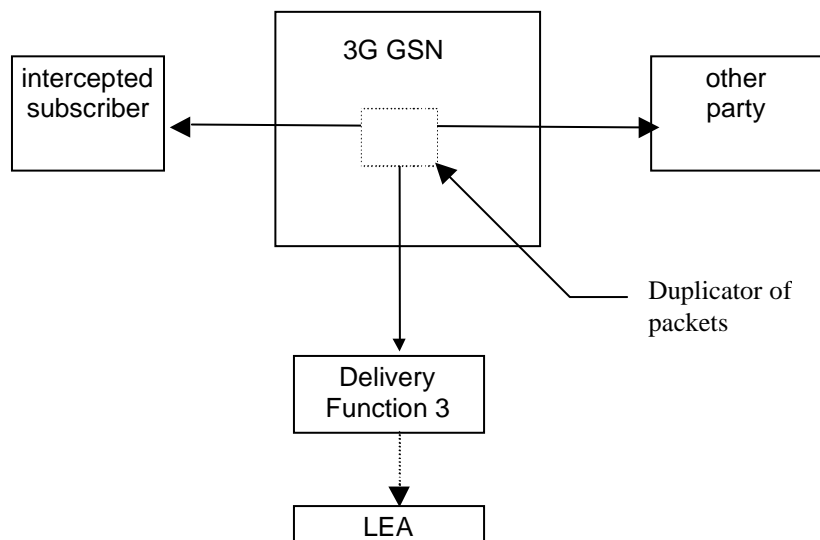 3G GSN
intercepted
subscriber
other
party
Duplicator of
packets
Delivery
Function 3
LEA